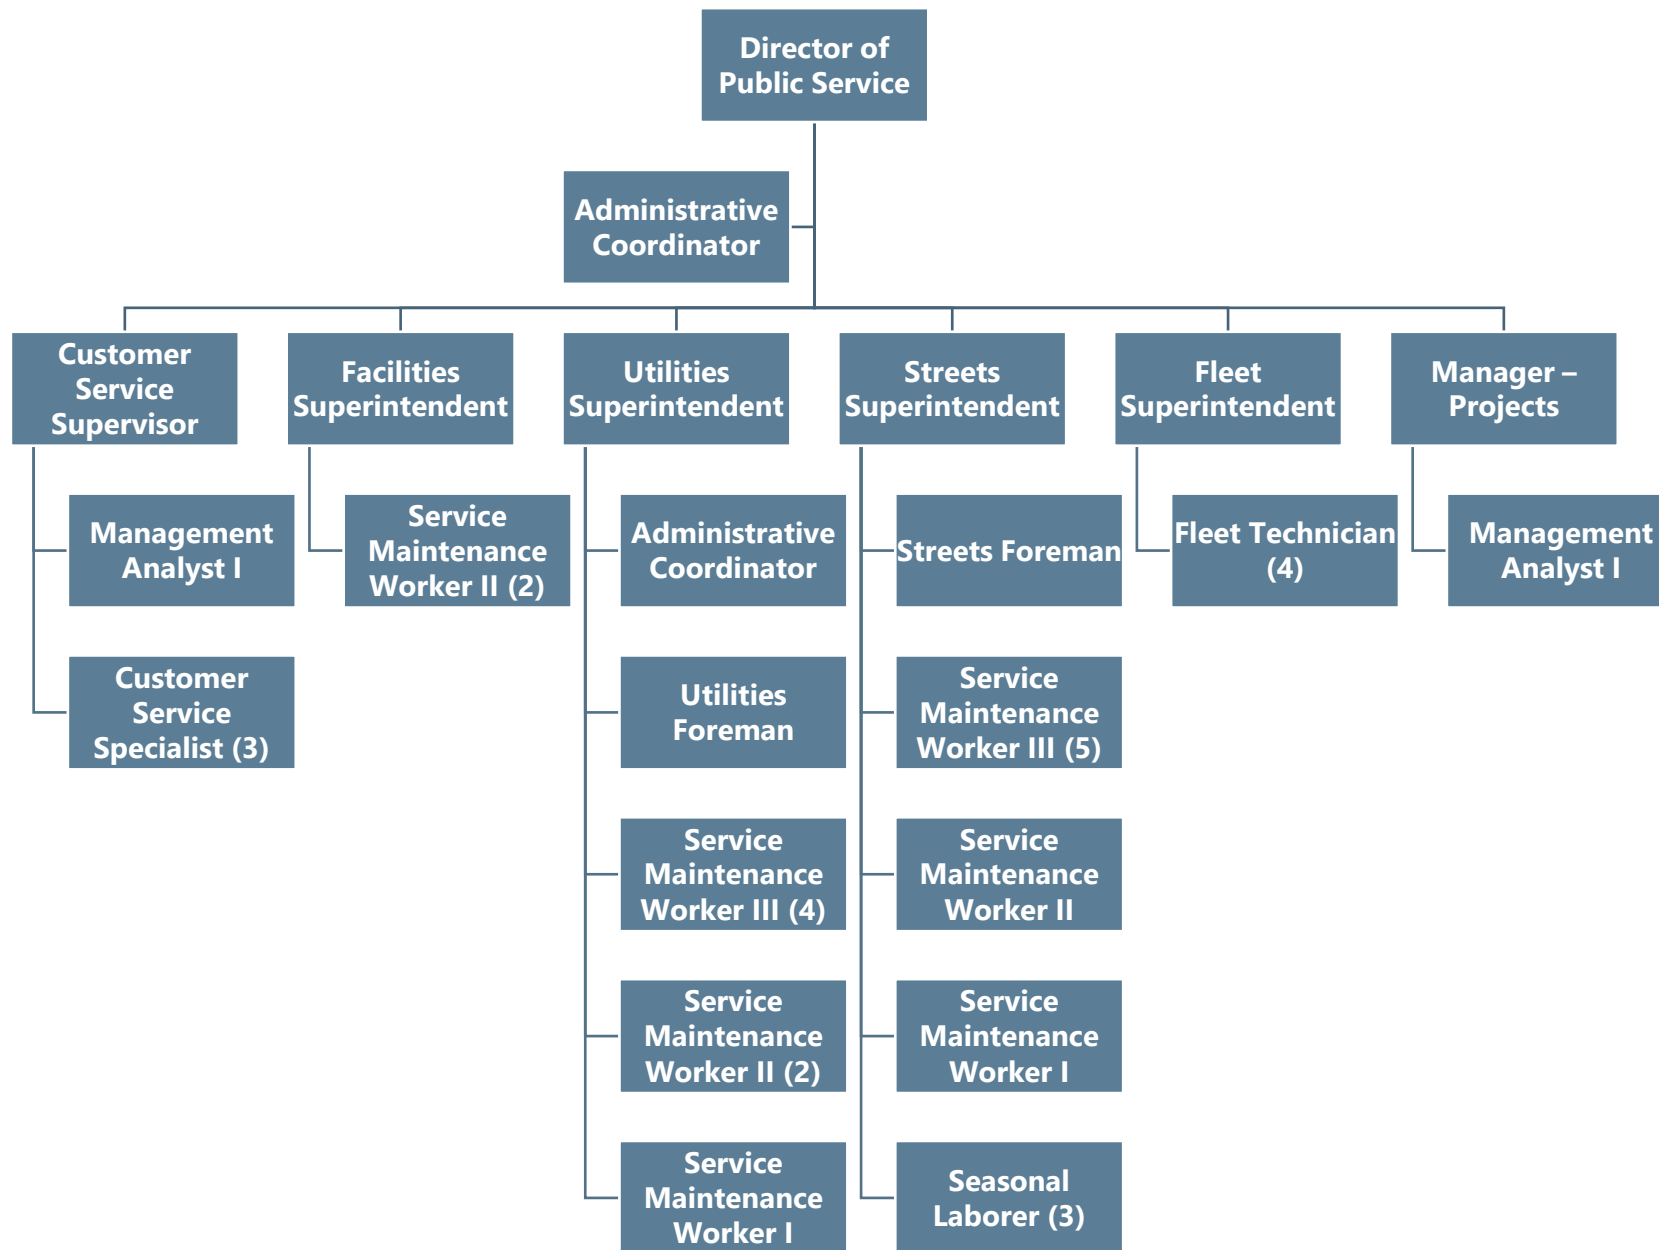 Director of
Public Service
Administrative
Coordinator
Customer
Service
Supervisor
Facilities
Superintendent
Utilities
Superintendent
Streets
Superintendent
Fleet
Superintendent
Manager –
Projects
Management
Analyst I
Customer
Service
Specialist (3)
Service
Maintenance
Worker II (2)
Administrative
Coordinator
Utilities
Foreman
Service
Maintenance
Worker III (4)
Service
Maintenance
Worker II (2)
Service
Maintenance
Worker I
Streets Foreman
Service
Maintenance
Worker III (5)
Service
Maintenance
Worker II
Service
Maintenance
Worker I
Seasonal
Laborer (3)
Fleet Technician
(4)
Management
Analyst I